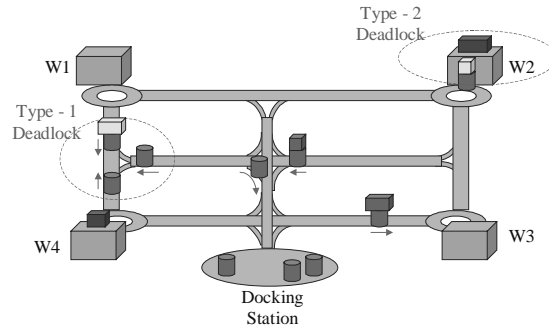 Type - 2
Deadlock
W1
W2
Type - 1
Deadlock
W4
W3
Docking
Station